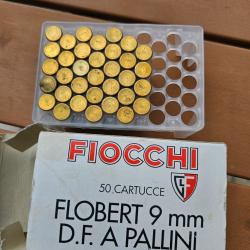 FIOCCHI
50 CARTUCCE
FLOBERT 9 mm
D.F. A PALLINI